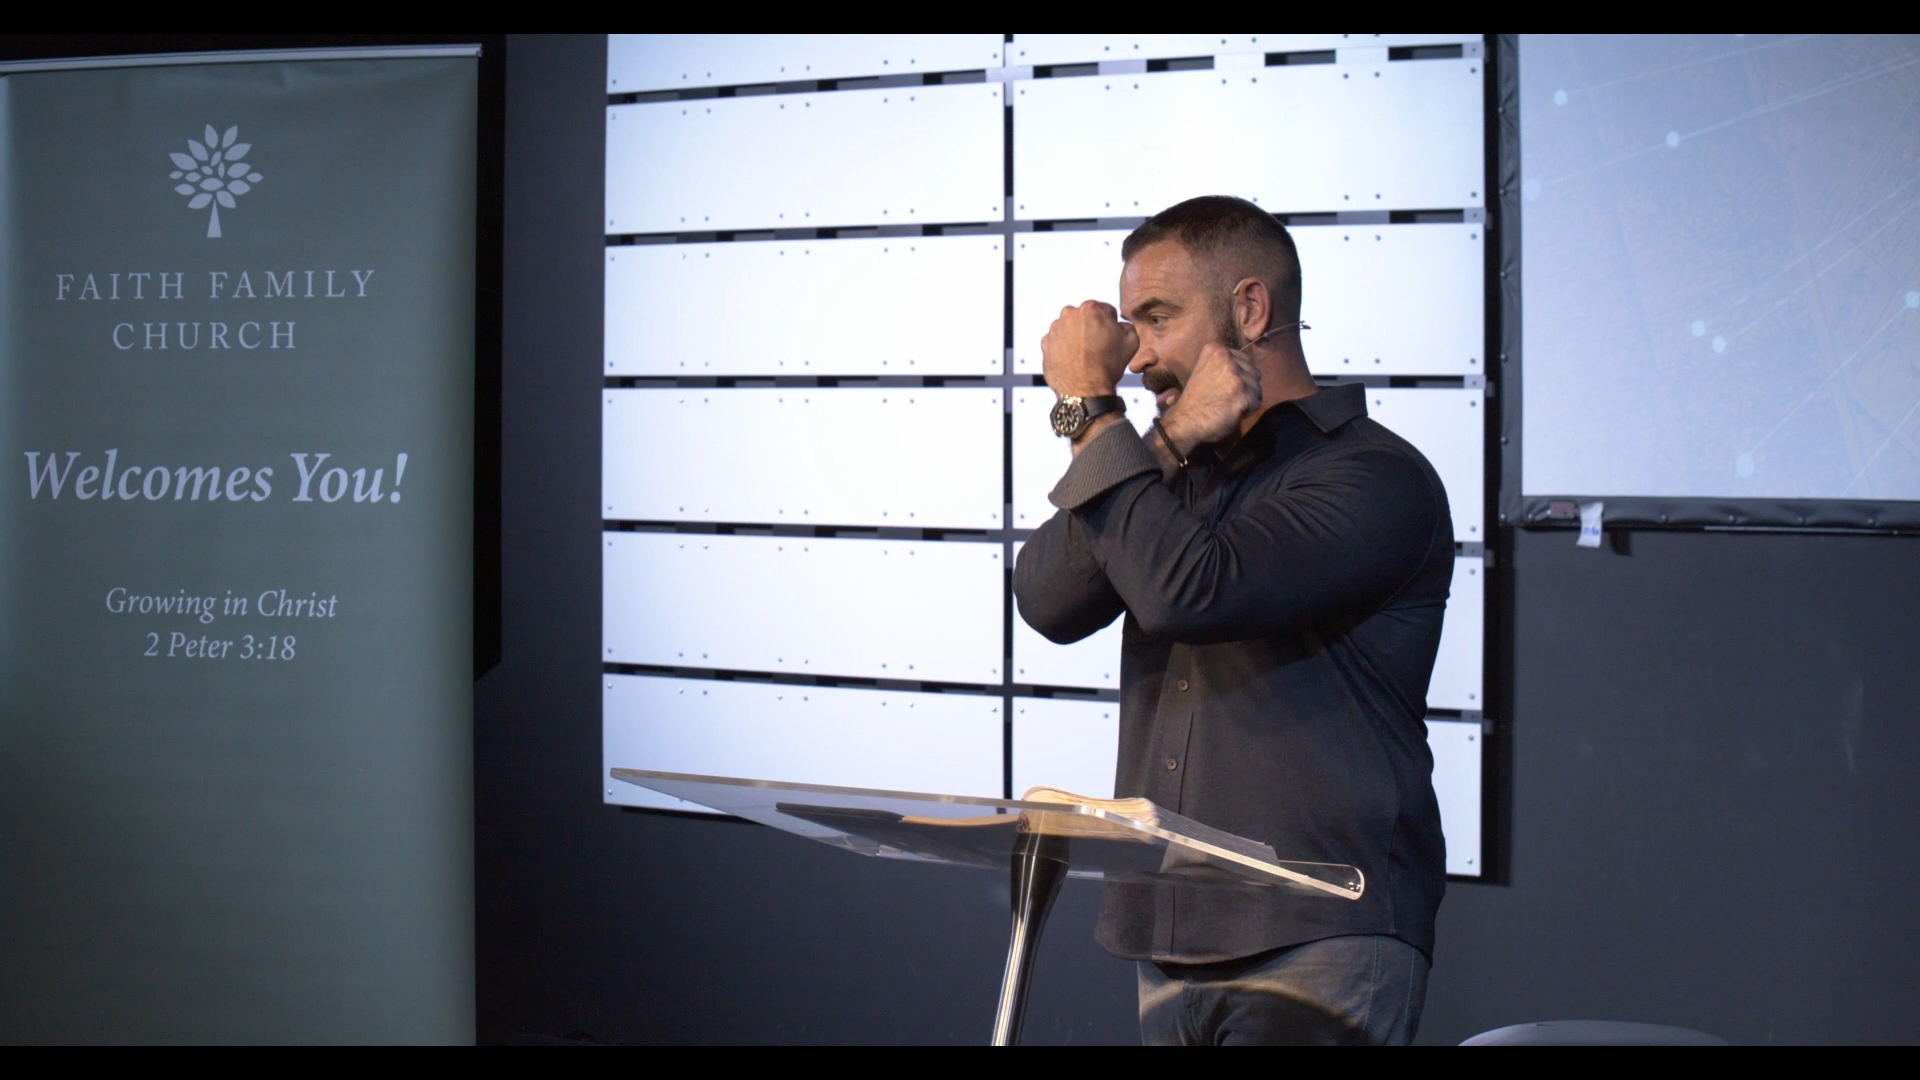 FAITH FAMILY
CHURCH
Welcomes You!
Growing in Christ
2 Peter 3:18